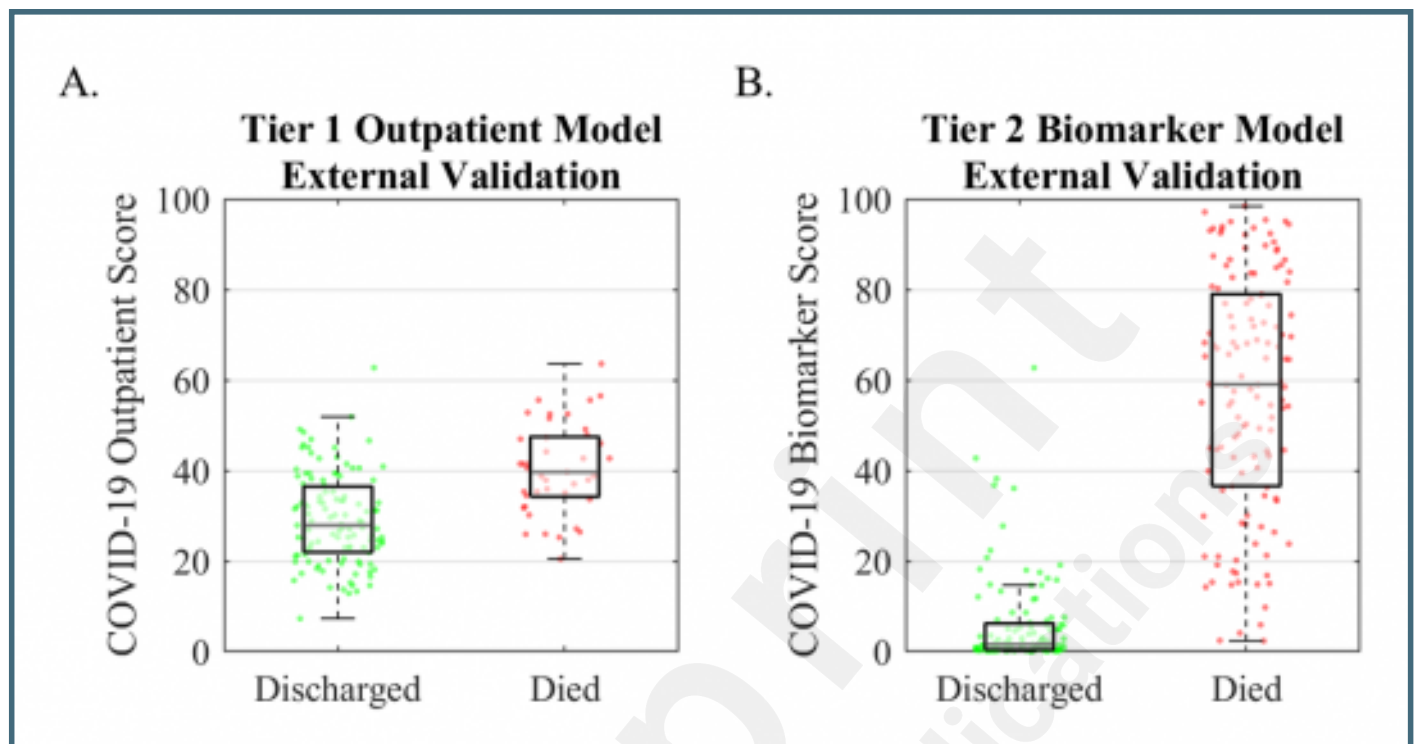 A.
Tier 1 Outpatient Model
External Validation
COVID-19 Outpatient Score
100
80
60
40
20
0
Discharged
Died
B.
Tier 2 Biomarker Model
External Validation
COVID-19 Biomarker Score
100
80
60
40
20
0
Discharged
Died